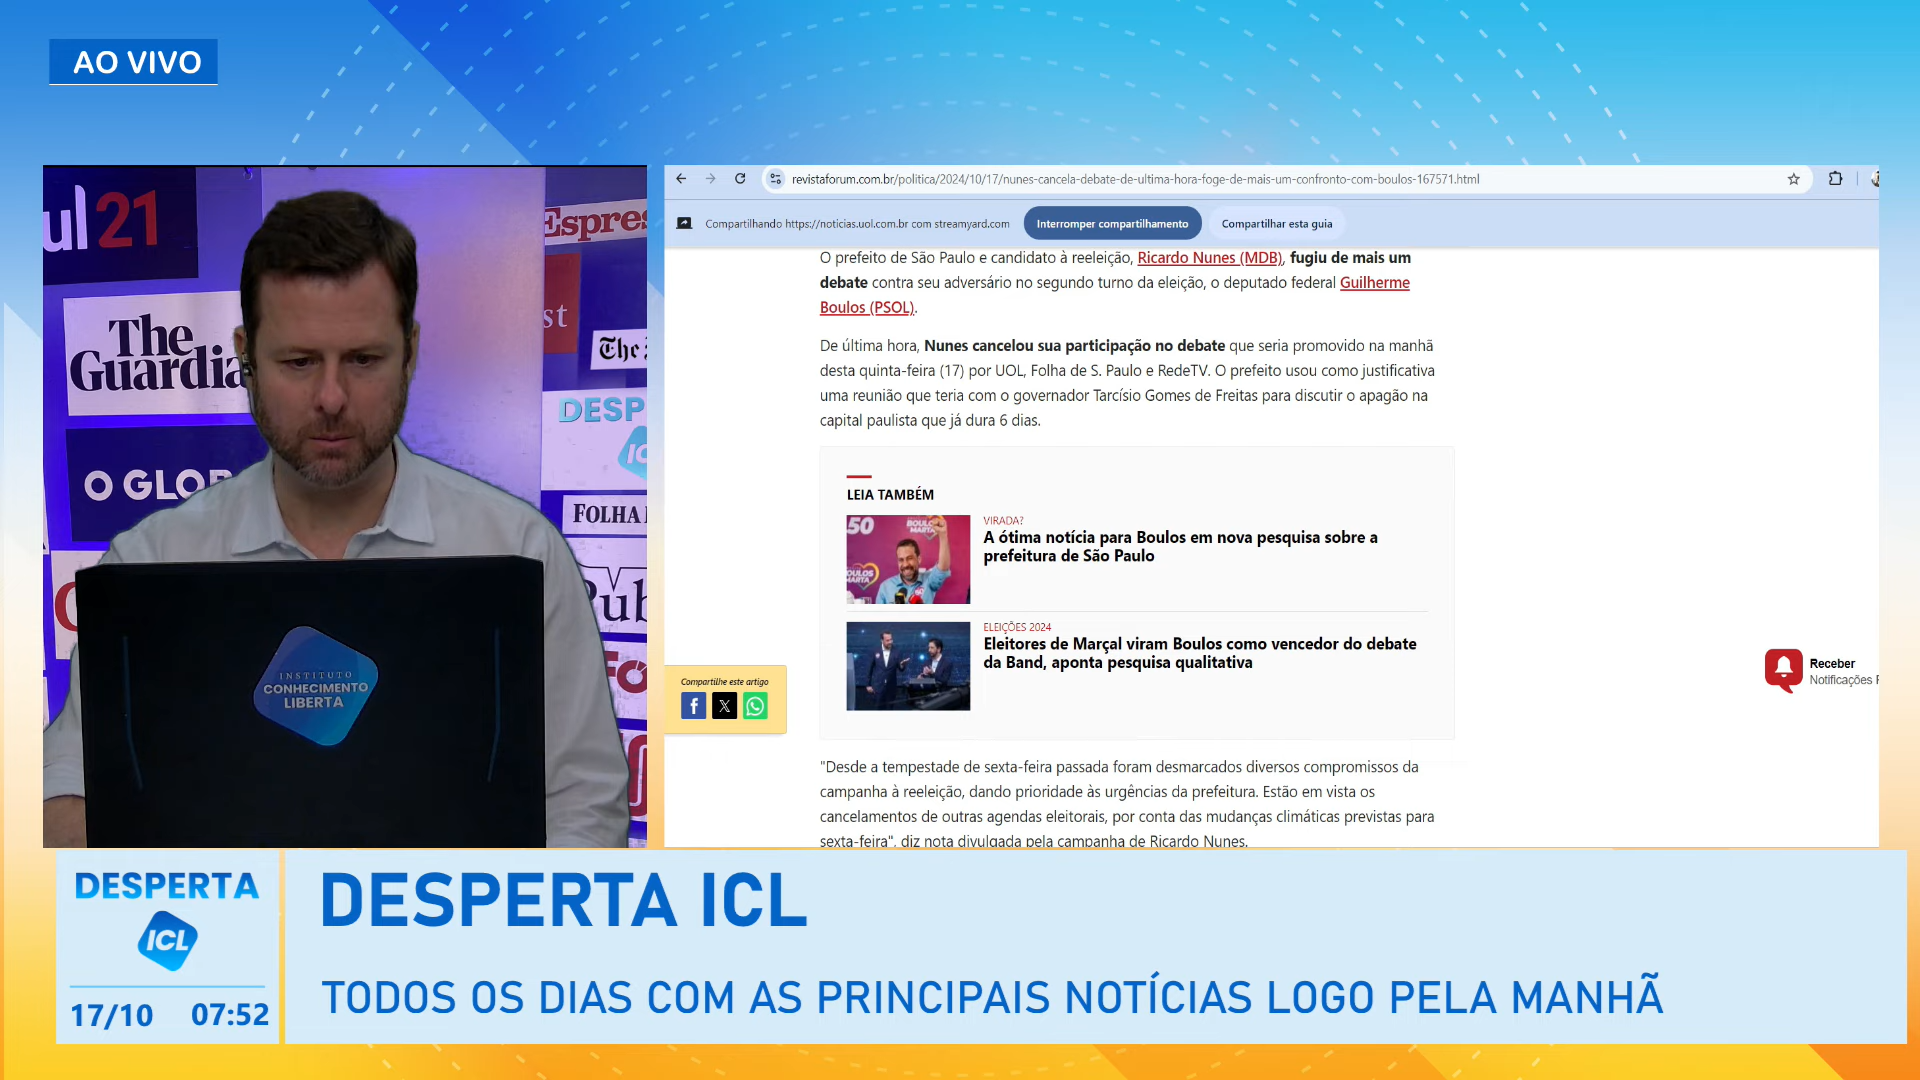 AO VIVO
ul 21
Espres
The
Guardia
st
The
DESP
IC
O GLOB
FOLHA
Pub
INSTITUTO
CONHECIMENTO
LIBERTA
revistaforum.com.br/politica/2024/10/17/nunes-cancela-debate-de-ultima-hora-foge-de-mais-um-confronto-com-boulos-167571.html
Compartilhando https://noticias.uol.com.br com streamyard.com
Interromper compartilhamento
Compartilhar esta guia
O prefeito de São Paulo e candidato à reeleição, Ricardo Nunes (MDB), fugiu de mais um
debate contra seu adversário no segundo turno da eleição, o deputado federal Guilherme
Boulos (PSOL).
De última hora, Nunes cancelou sua participação no debate que seria promovido na manhã
desta quinta-feira (17) por UOL, Folha de S. Paulo e RedeTV. O prefeito usou como justificativa
uma reunião que teria com o governador Tarcísio Gomes de Freitas para discutir o apagão na
capital paulista que já dura 6 dias.
LEIA TAMBÉM
50
BOULOS
MARTA
BOULOS
MARTA
VIRADA?
A ótima notícia para Boulos em nova pesquisa sobre a
prefeitura de São Paulo
ELEIÇÕES 2024
Eleitores de Marçal viram Boulos como vencedor do debate
da Band, aponta pesquisa qualitativa
Compartilhe este artigo
Receber
Notificações
"Desde a tempestade de sexta-feira passada foram desmarcados diversos compromissos da
campanha à reeleição, dando prioridade às urgências da prefeitura. Estão em vista os
cancelamentos de outras agendas eleitorais, por conta das mudanças climáticas previstas para
sexta-feira", diz nota divulgada pela campanha de Ricardo Nunes.
DESPERTA
ICL
17/10 07:52
DESPERTA ICL
TODOS OS DIAS COM AS PRINCIPAIS NOTÍCIAS LOGO PELA MANHÃ